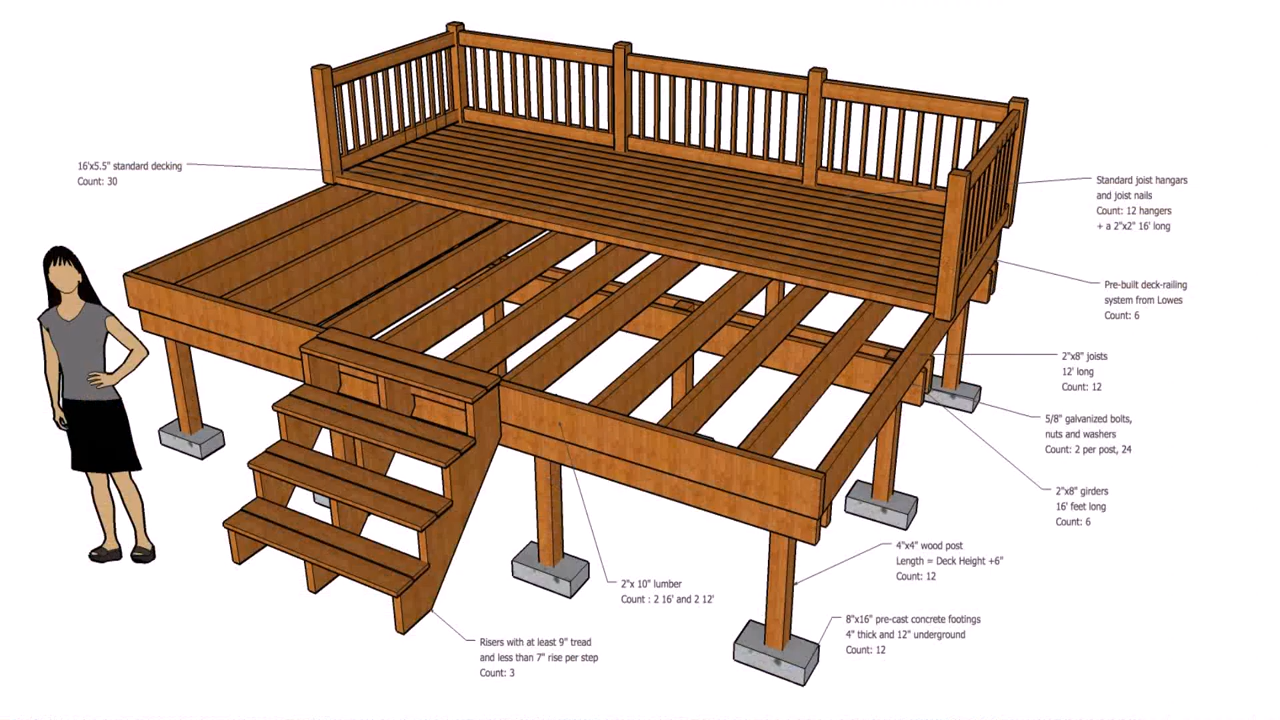 16'x5.5" standard decking
Count: 30
Standard joist hangars
and joist nails
Count: 12 hangers
+ a 2"x2" 16' long
Pre-built deck-railing
system from Lowes
Count: 6
2"x8" joists
12' long
Count: 12
5/8" galvanized bolts,
nuts and washers
Count: 2 per post, 24
2"x8" girders
16' feet long
Count: 6
4"x4" wood post
Length = Deck Height +6"
Count: 12
2"x 10" lumber
Count : 2 16' and 2 12'
8"x16" pre-cast concrete footings
4" thick and 12" underground
Count: 12
Risers with at least 9" tread
and less than 7" rise per step
Count: 3